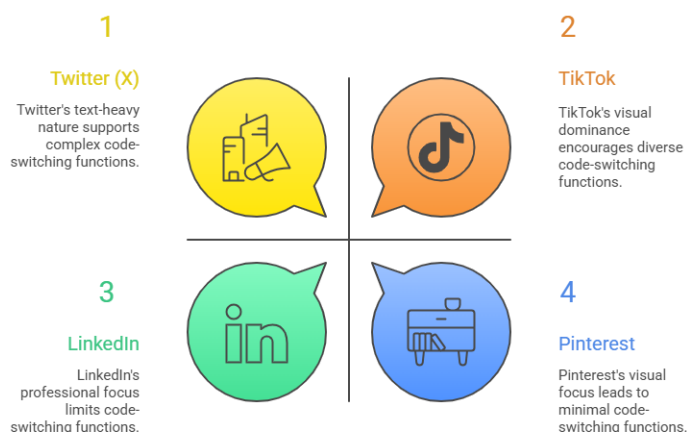 1
Twitter (X)
Twitter's text-heavy
nature supports
complex code-
switching functions.
2
TikTok
TikTok's visual
dominance
encourages diverse
code-switching
functions.
3
LinkedIn
LinkedIn's
professional focus
limits code-
switching functions.
in
4
Pinterest
Pinterest's visual
focus leads to
minimal code-
switching functions.